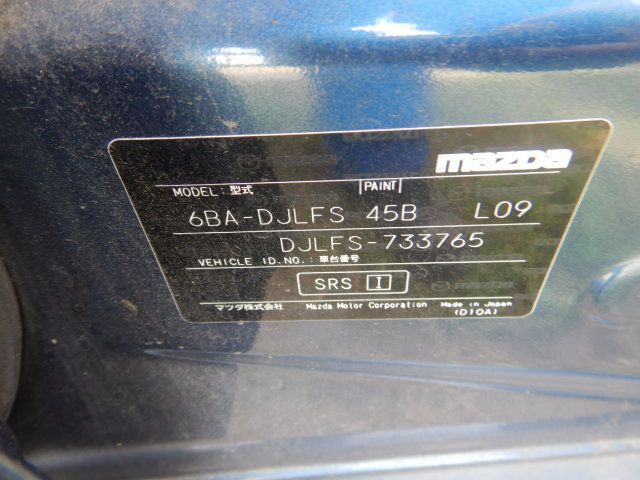 mazda
MODEL: 型式 |PAINT|
6BA-DJLFS 45B L09
DJLFS-733765
VEHICLE ID.NO.: 車台番号
SRS I
マツダ株式会社 Mazda Motor Corporation Made in Japan
(D10A)